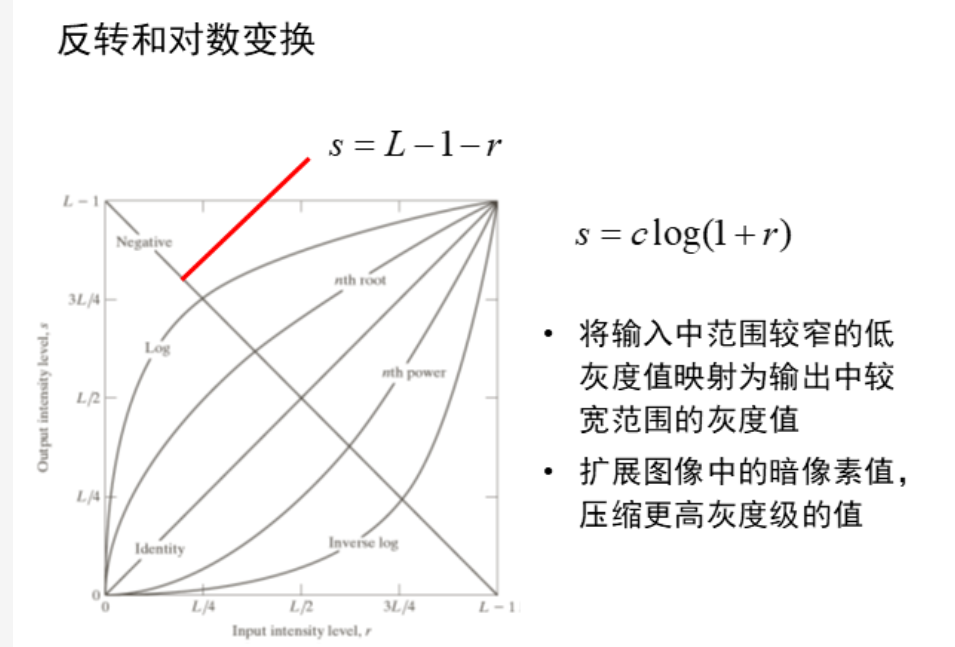 反转和对数变换
s = L − 1 − r
L − 1
Negative
3L/4
nth root
Log
nth power
L/2
L/4
Identity
Inverse log
0
0
L/4
L/2
3L/4
L − 1
Output intensity level, s
Input intensity level, r
s = c log(1 + r)
• 将输入中范围较窄的低
灰度值映射为输出中较
宽范围的灰度值
• 扩展图像中的暗像素值，
压缩更高灰度级的值